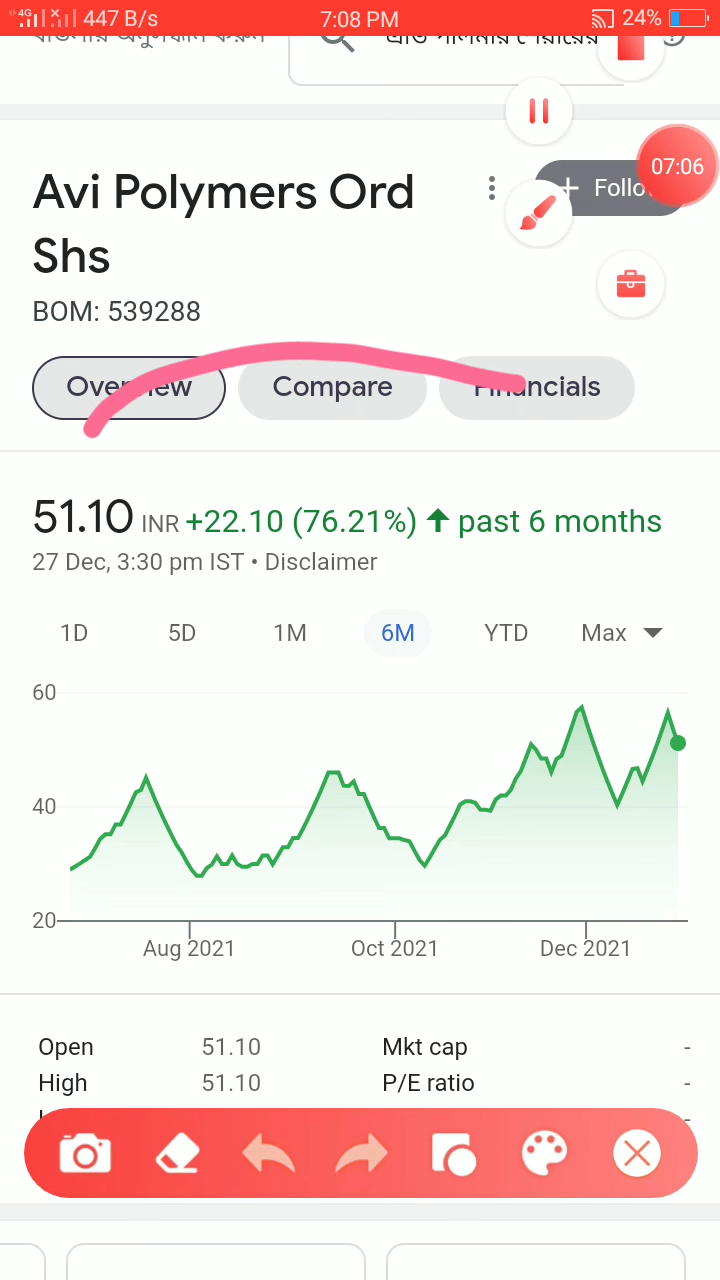 4G 447 B/s 7:08 PM 24%
07:06
Avi Polymers Ord
Shs
+ Follo
BOM: 539288
Overview Compare Financials
51.10 INR +22.10 (76.21%) ↑ past 6 months
27 Dec, 3:30 pm IST • Disclaimer
1D 5D 1M 6M YTD Max
60
40
20
Aug 2021 Oct 2021 Dec 2021
Open 51.10 Mkt cap -
High 51.10 P/E ratio -
-